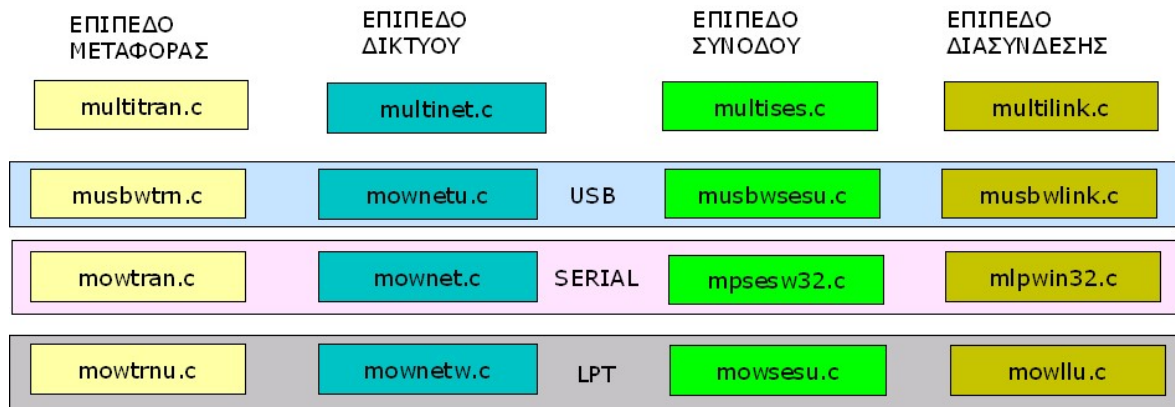 ΕΠΙΠΕΔΟ
ΜΕΤΑΦΟΡΑΣ
ΕΠΙΠΕΔΟ
ΔΙΚΤΥΟΥ
ΕΠΙΠΕΔΟ
ΣΥΝΟΔΟΥ
ΕΠΙΠΕΔΟ
ΔΙΑΣΥΝΔΕΣΗΣ
multitran.c
multinet.c
multises.c
multilink.c
musbwtrn.c
mownetu.c
USB
musbwsesu.c
musbwlink.c
mowtran.c
mownet.c
SERIAL
mpsesw32.c
mlpwin32.c
mowtrnu.c
mownetw.c
LPT
mowsesu.c
mowllu.c